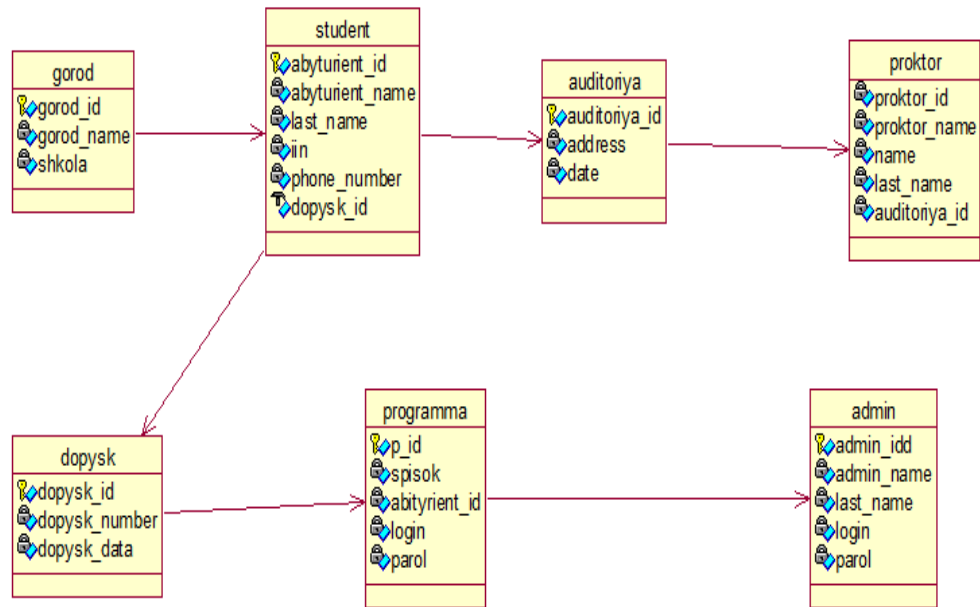 gorod
gorod_id
gorod_name
shkola
student
abyturient_id
abyturient_name
last_name
iin
phone_number
dopysk_id
auditoriya
auditoriya_id
address
date
proktor
proktor_id
proktor_name
name
last_name
auditoriya_id
dopysk
dopysk_id
dopysk_number
dopysk_data
programma
p_id
spisok
abityrient_id
login
parol
admin
admin_idd
admin_name
last_name
login
parol